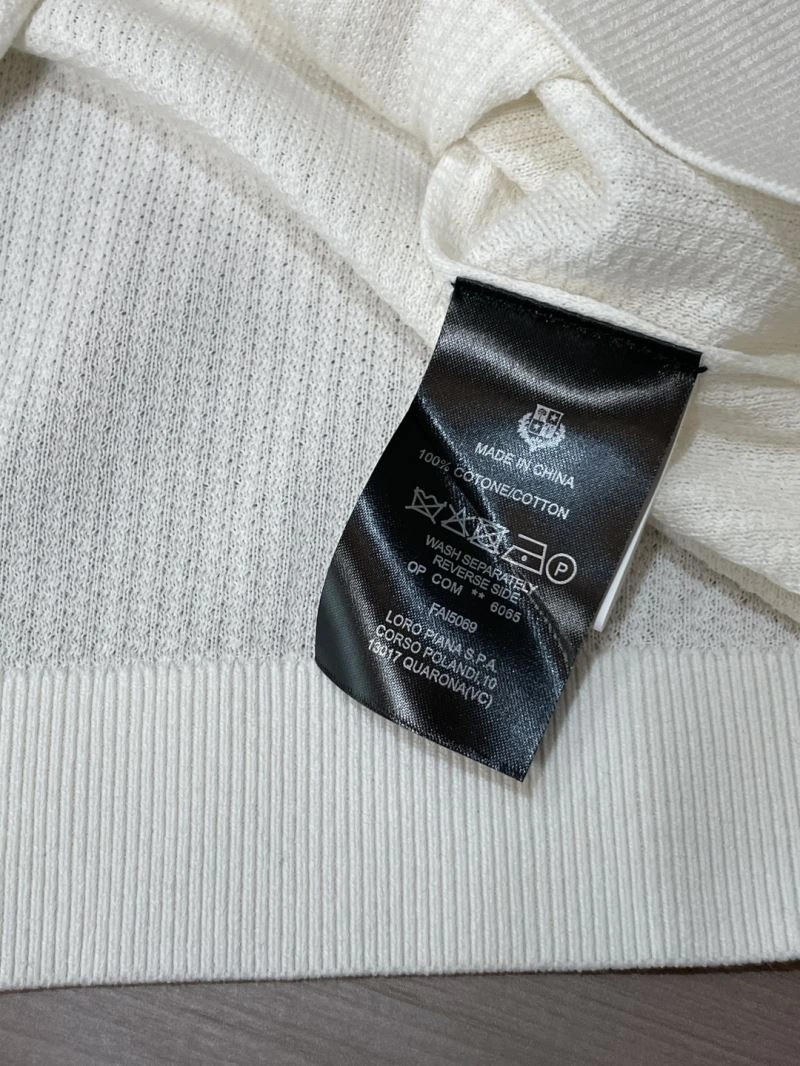 MADE IN CHINA
100% COTONE/COTTON
P
WASH SEPARATELY
REVERSE SIDE
OP COM ** 6065
FAI5069
LORO PIANA S.P.A.
CORSO POLANDI, 10
13017 QUARONA(VC)